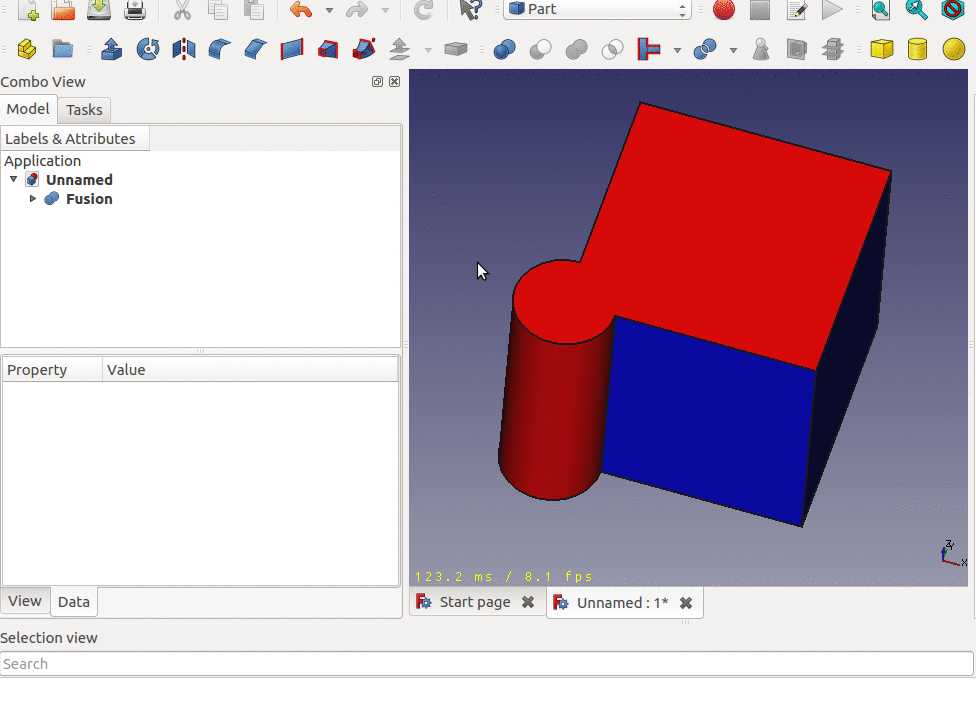 Part
Combo View
Model Tasks
Labels & Attributes
Application
Unnamed
Fusion
Property Value
123.2 ms / 8.1 fps
Z Y
X
View Data
Start page Unnamed : 1*
Selection view
Search